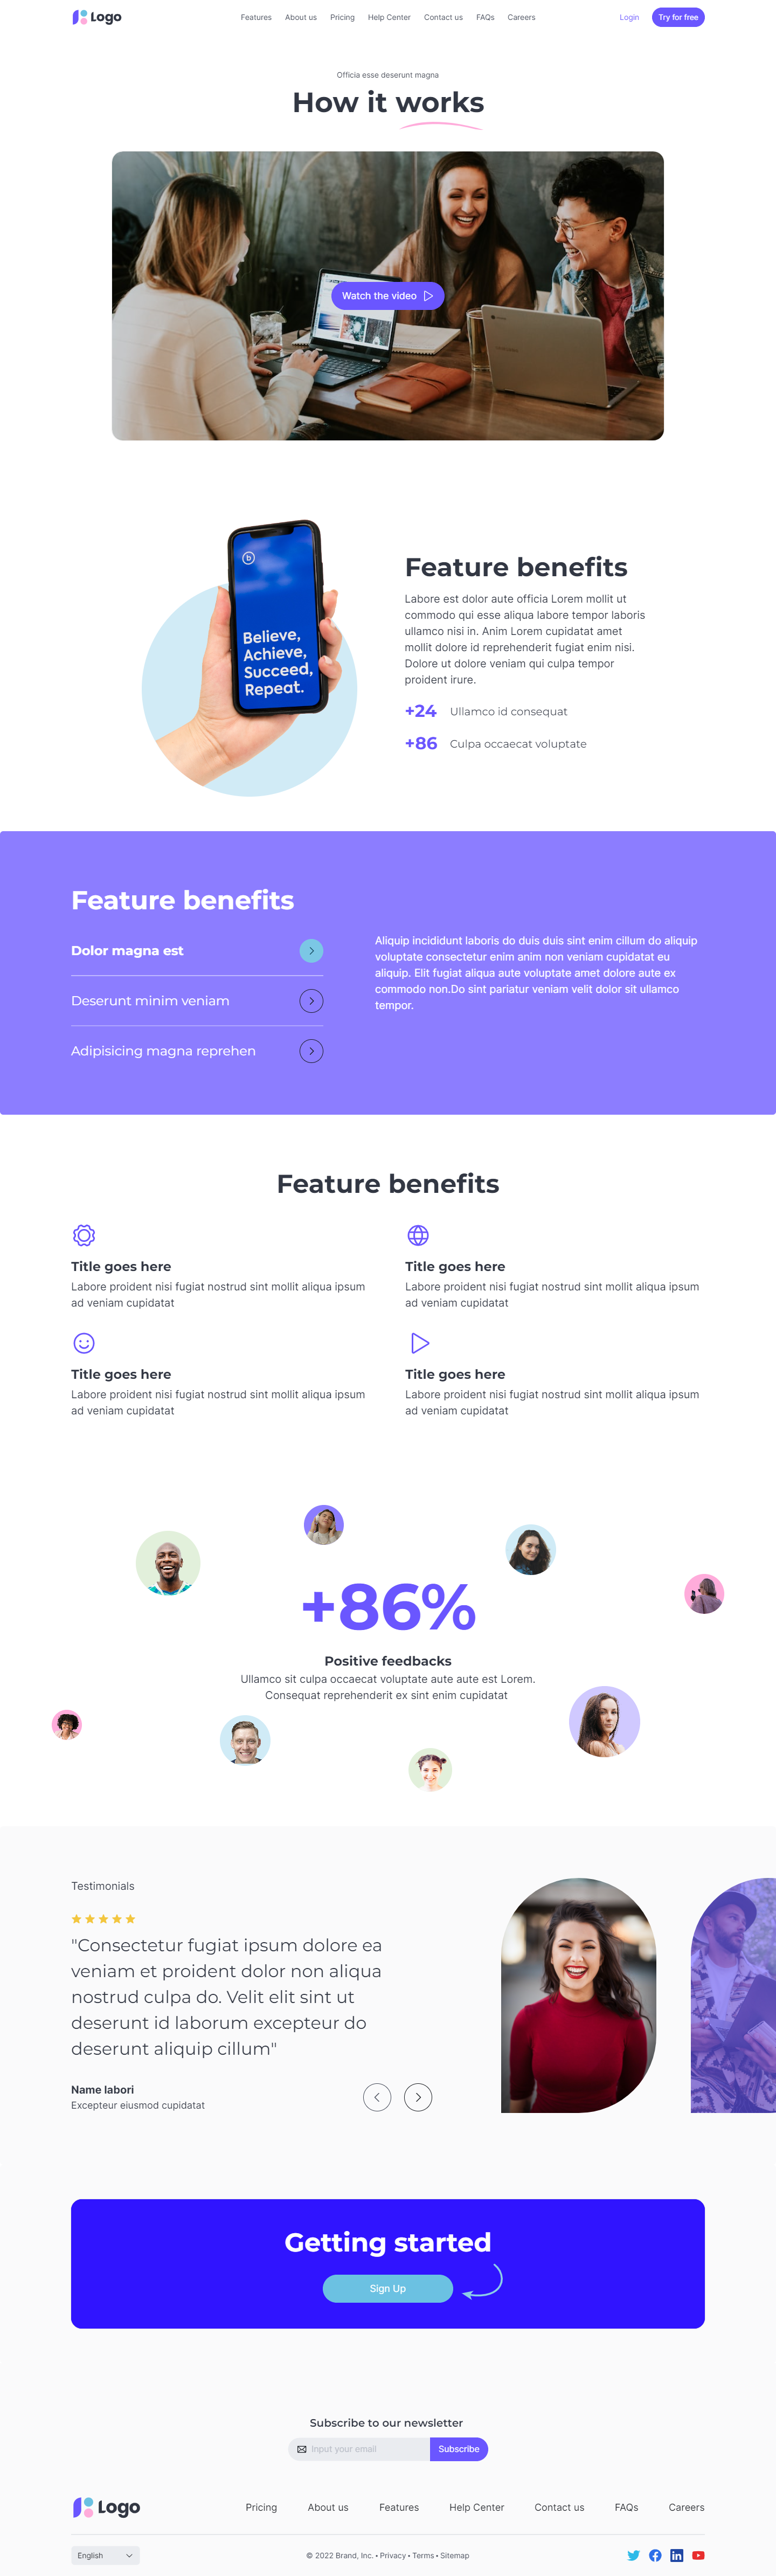 Logo
Features About us Pricing Help Center Contact us FAQs Careers
Login Try for free
Officia esse deserunt magna
How it works
Watch the video
b
Believe,
Achieve,
Succeed,
Repeat.
Feature benefits
Labore est dolor aute officia Lorem mollit ut
commodo qui esse aliqua labore tempor laboris
ullamco nisi in. Anim Lorem cupidatat amet
mollit dolore id reprehenderit fugiat enim nisi.
Dolore ut dolore veniam qui culpa tempor
proident irure.
+24 Ullamco id consequat
+86 Culpa occaecat voluptate
Feature benefits
Dolor magna est
Deserunt minim veniam
Adipisicing magna reprehen
Aliquip incididunt laboris do duis duis sint enim cillum do aliquip
voluptate consectetur enim anim non veniam cupidatat eu
aliquip. Elit fugiat aliqua aute voluptate amet dolore aute ex
commodo non.Do sint pariatur veniam velit dolor sit ullamco
tempor.
Feature benefits
Title goes here
Labore proident nisi fugiat nostrud sint mollit aliqua ipsum
ad veniam cupidatat
Title goes here
Labore proident nisi fugiat nostrud sint mollit aliqua ipsum
ad veniam cupidatat
Title goes here
Labore proident nisi fugiat nostrud sint mollit aliqua ipsum
ad veniam cupidatat
Title goes here
Labore proident nisi fugiat nostrud sint mollit aliqua ipsum
ad veniam cupidatat
+86%
Positive feedbacks
Ullamco sit culpa occaecat voluptate aute aute est Lorem.
Consequat reprehenderit ex sint enim cupidatat
Testimonials
"Consectetur fugiat ipsum dolore ea
veniam et proident dolor non aliqua
nostrud culpa do. Velit elit sint ut
deserunt id laborum excepteur do
deserunt aliquip cillum"
Name labori
Excepteur eiusmod cupidatat
Getting started
Sign Up
Subscribe to our newsletter
Input your email Subscribe
Logo
Pricing About us Features Help Center Contact us FAQs Careers
English
© 2022 Brand, Inc. • Privacy • Terms • Sitemap